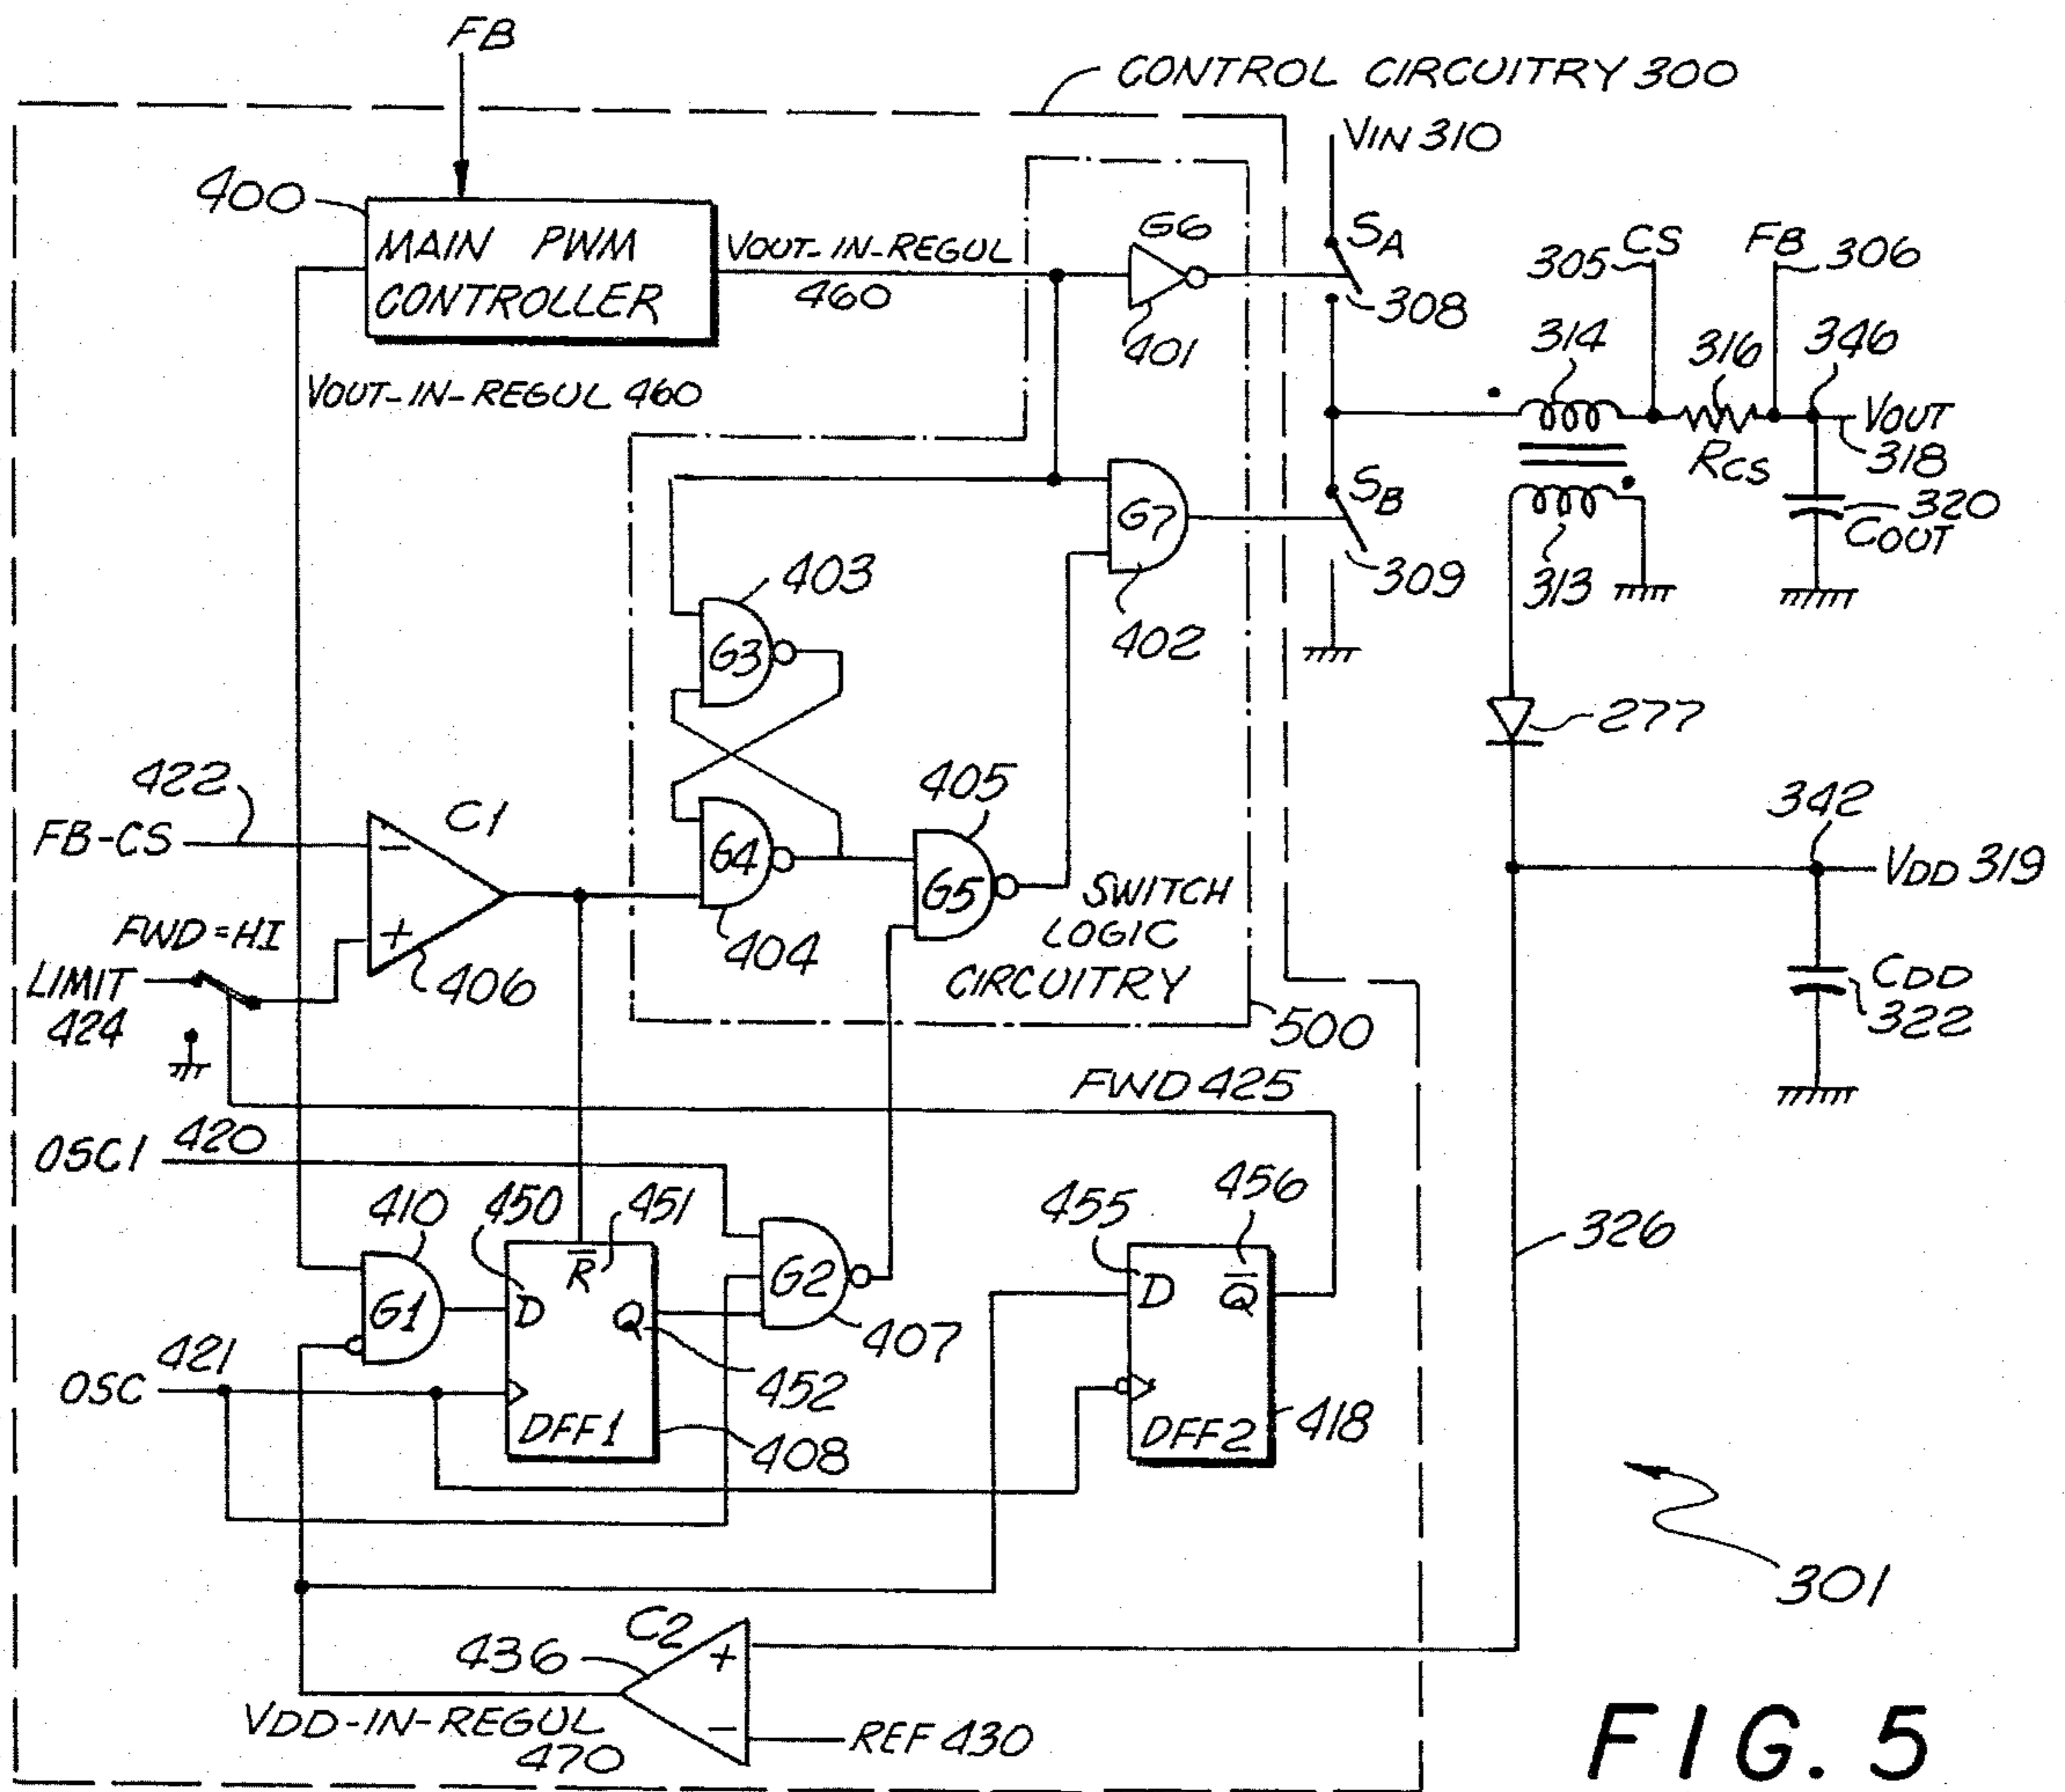 FB
CONTROL CIRCUITRY 300
VIN 310
400
MAIN PWM
CONTROLLER
VOUT-IN-REGUL
460
G6
401
SA
308
305 CS
FB 306
314
316
346
VOUT
318
RCS
320
COUT
VOUT-IN-REGUL 460
G7
402
SB
309
313
403
G3
277
422
FB-CS
C1
405
342
G4
404
G5
SWITCH
LOGIC
CIRCUITRY
VDD 319
FWD=HI
LIMIT
424
406
CDD
322
500
FWD 425
OSC1 420
410
450
451
455
456
326
G1
R
D
Q
G2
407
D
Q
421
OSC
452
DFF1
408
DFF2
418
301
C2
436
+
-
VDD-IN-REGUL
470
REF 430
FIG. 5